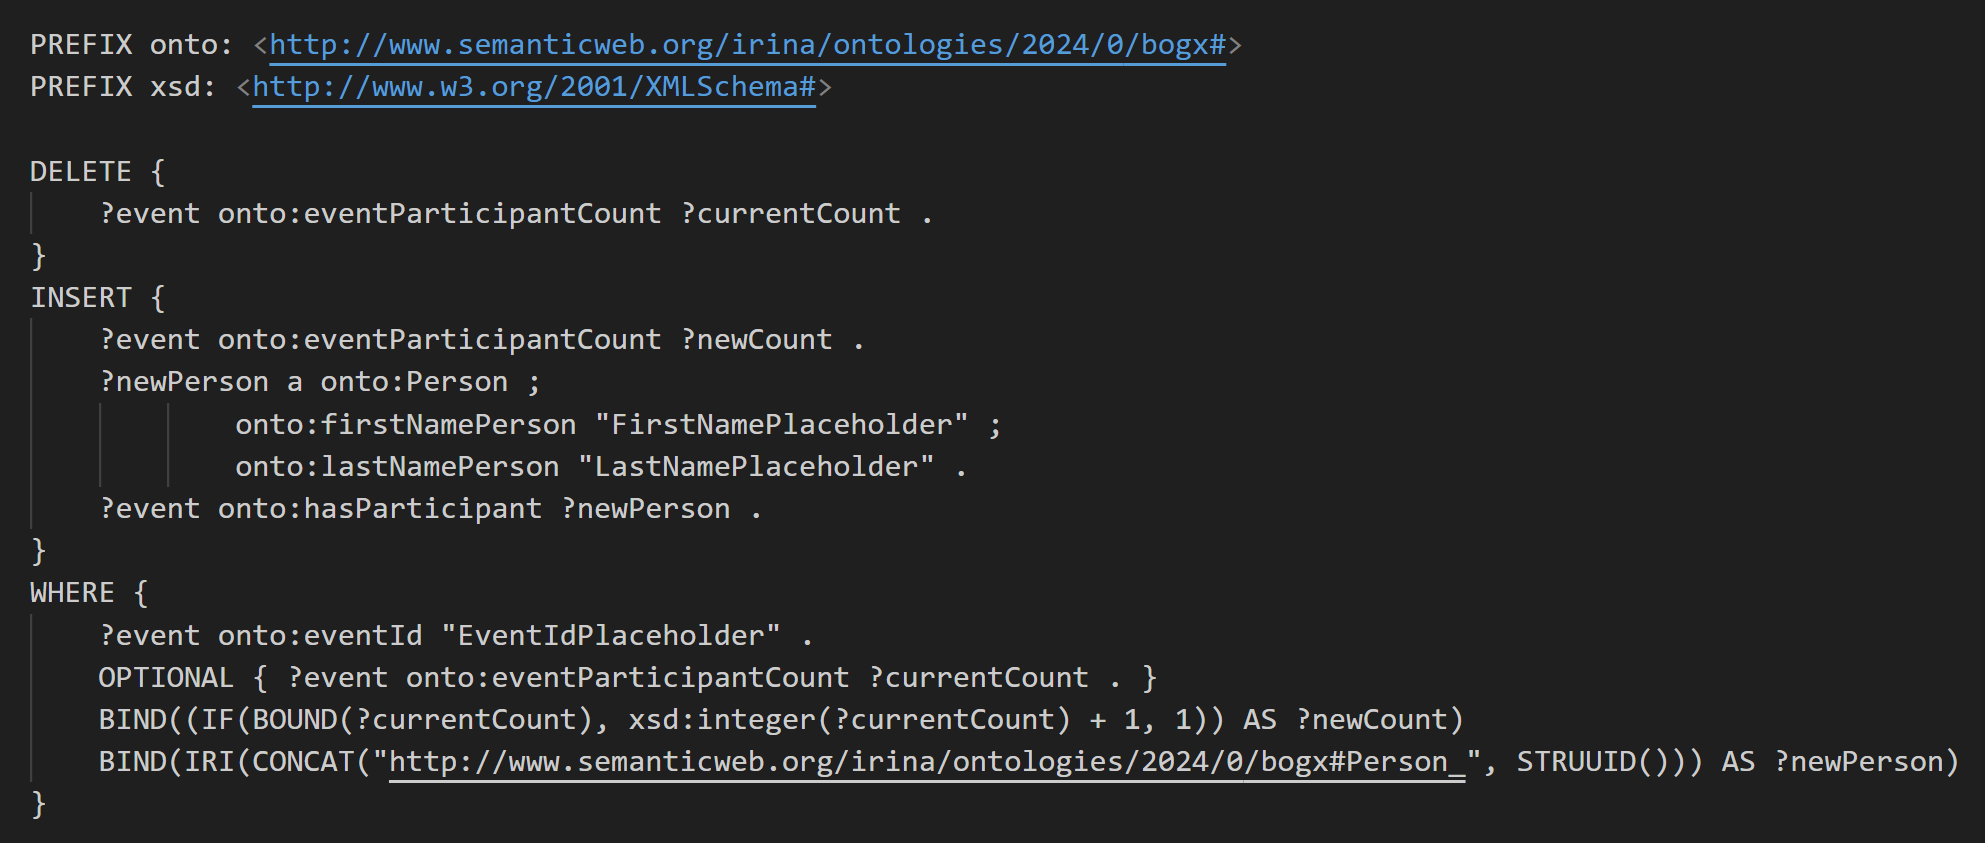 PREFIX onto: <http://www.semanticweb.org/irina/ontologies/2024/0/bogx#>
PREFIX xsd: <http://www.w3.org/2001/XMLSchema#>
DELETE {
?event onto:eventParticipantCount ?currentCount .
}
INSERT {
?event onto:eventParticipantCount ?newCount .
?newPerson a onto:Person ;
onto:firstNamePerson "FirstNamePlaceholder" ;
onto:lastNamePerson "LastNamePlaceholder" .
?event onto:hasParticipant ?newPerson .
}
WHERE {
?event onto:eventId "EventIdPlaceholder" .
OPTIONAL { ?event onto:eventParticipantCount ?currentCount . }
BIND((IF(BOUND(?currentCount), xsd:integer(?currentCount) + 1, 1)) AS ?newCount)
BIND(IRI(CONCAT("http://www.semanticweb.org/irina/ontologies/2024/0/bogx#Person_", STRUUID())) AS ?newPerson)
}